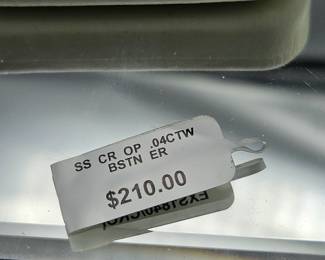 SS CR OP .04CTW
BSTN ER
$210.00